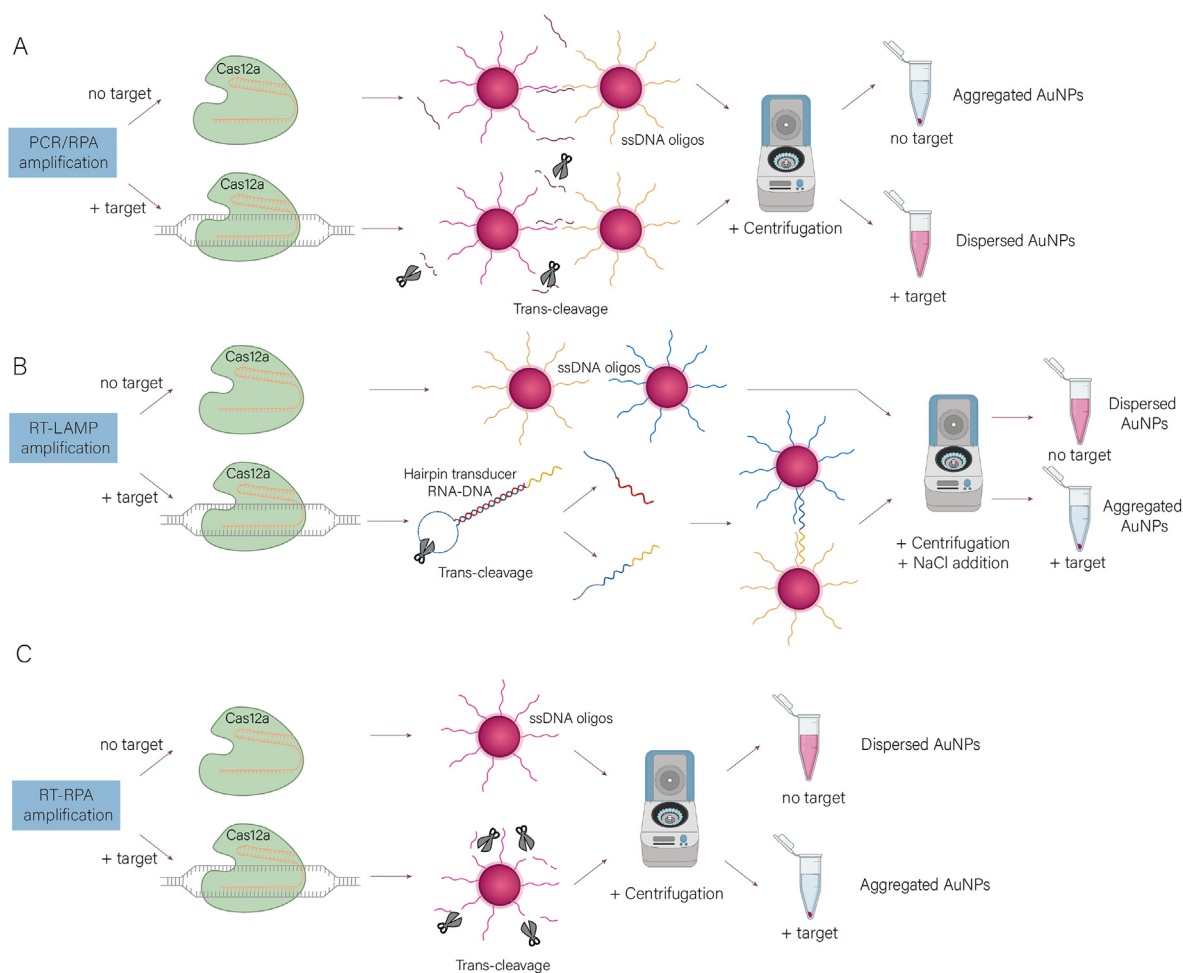 A
Cas12a
no target
PCR/RPA
amplification
Cas12a
+ target
ssDNA oligos
Trans-cleavage
+ Centrifugation
no target
Aggregated AuNPs
Dispersed AuNPs
+ target
B
Cas12a
no target
RT-LAMP
amplification
Cas12a
+ target
ssDNA oligos
Hairpin transducer
RNA-DNA
Trans-cleavage
+ Centrifugation
+ NaCl addition
Dispersed
AuNPs
no target
Aggregated
AuNPs
+ target
C
Cas12a
no target
RT-RPA
amplification
Cas12a
+ target
ssDNA oligos
Trans-cleavage
+ Centrifugation
Dispersed AuNPs
no target
Aggregated AuNPs
+ target